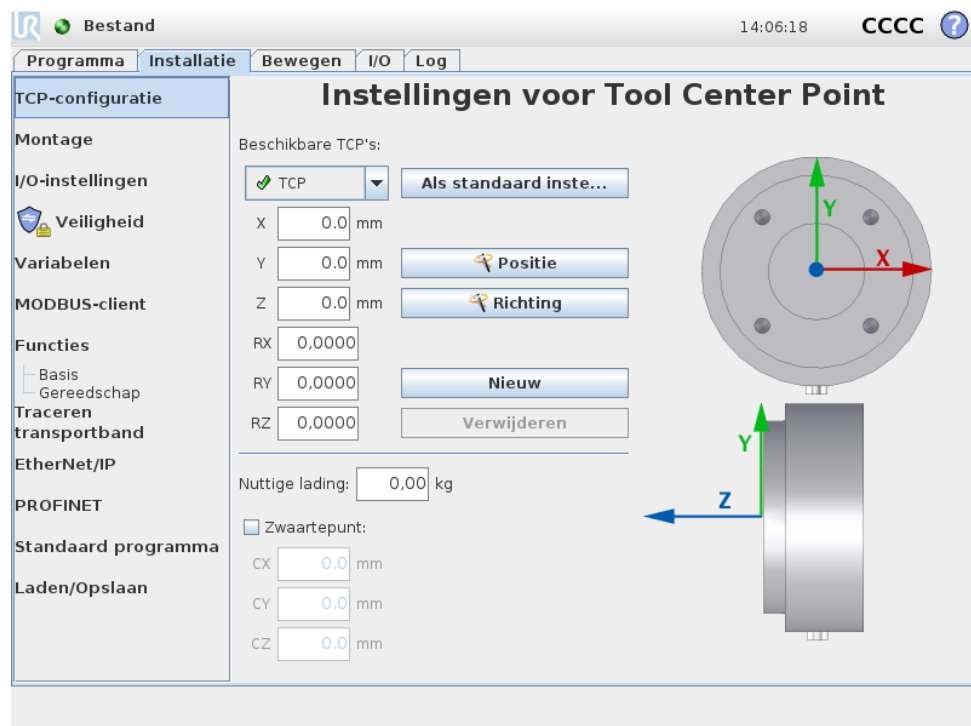 UR Bestand 14:06:18 CCCC ?
Programma Installatie Bewegen I/O Log
TCP-configuratie
Montage
I/O-instellingen
Veiligheid
Variabelen
MODBUS-client
Functies
Basis
Gereedschap
Traceren
transportband
EtherNet/IP
PROFINET
Standaard programma
Laden/Opslaan
Instellingen voor Tool Center Point
Beschikbare TCP's:
TCP Als standaard inste...
X 0.0 mm
Y 0.0 mm Positie
Z 0.0 mm Richting
RX 0,0000
RY 0,0000 Nieuw
RZ 0,0000 Verwijderen
Nuttige lading: 0,00 kg
Zwaartepunt:
CX 0.0 mm
CY 0.0 mm
CZ 0.0 mm
Y
X
Y
Z